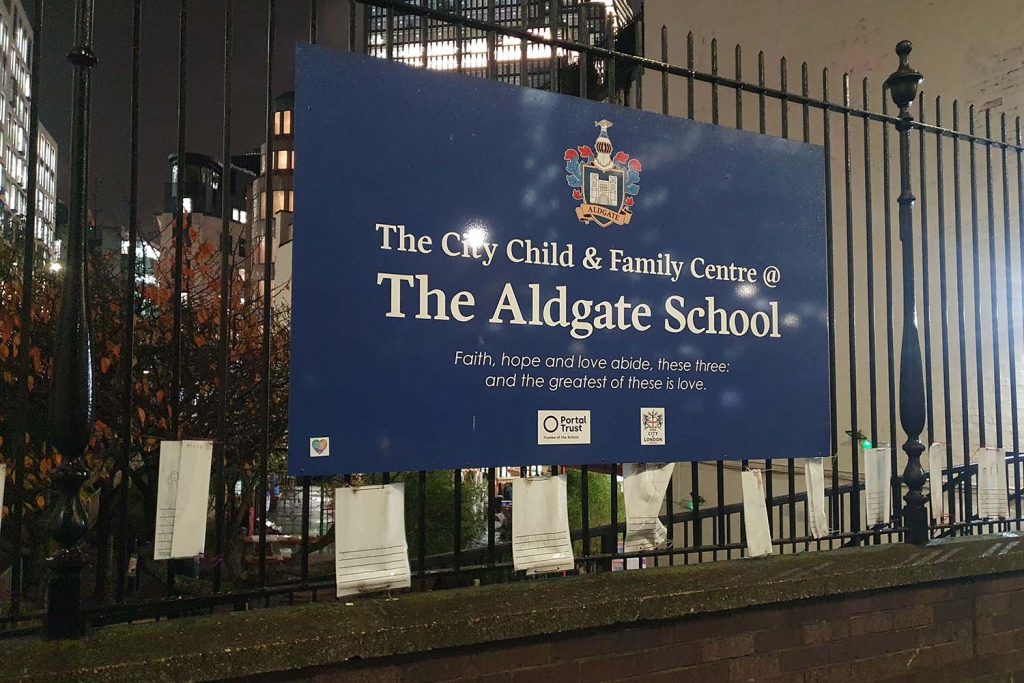 ALDGATE
The City Child & Family Centre @
The Aldgate School
Faith, hope and love abide, these three:
and the greatest of these is love.
Portal
Trust
Trustee of the School
CITY
OF
LONDON